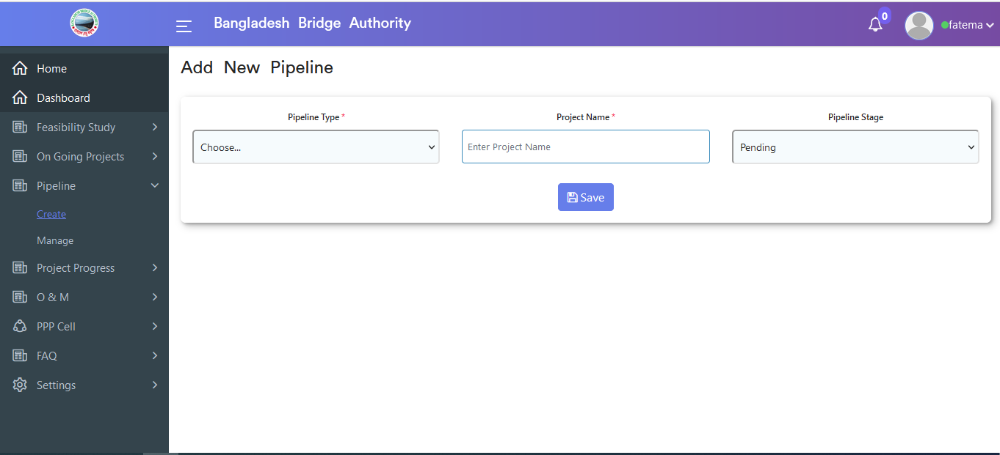 Bangladesh Bridge Authority
0
fatema
Home
Dashboard
Feasibility Study
On Going Projects
Pipeline
Create
Manage
Project Progress
O & M
PPP Cell
FAQ
Settings
Add New Pipeline
Pipeline Type *
Project Name *
Pipeline Stage
Choose...
Enter Project Name
Pending
Save